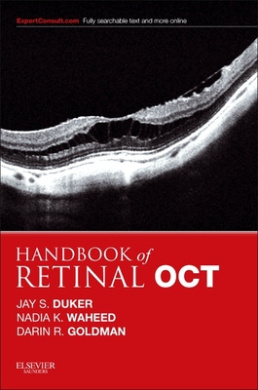 ExpertConsult.com Fully searchable text and more online
HANDBOOK of
RETINAL OCT
JAY S. DUKER
NADIA K. WAHEED
DARIN R. GOLDMAN
ELSEVIER
SAUNDERS